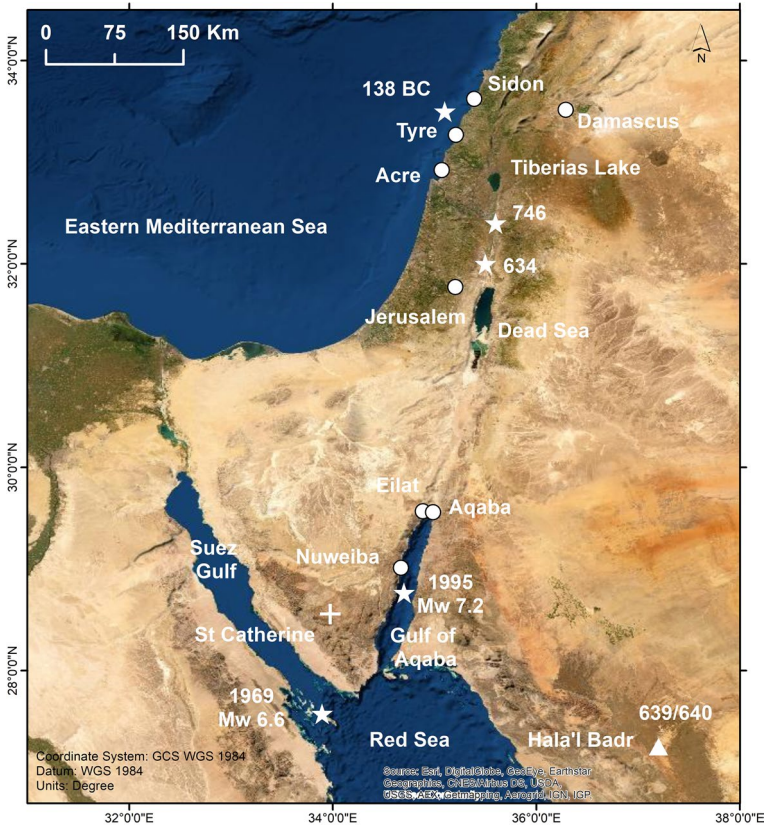 0 75 150 Km
N
34°0'0"N
138 BC
Sidon
Damascus
Tyre
Acre
Tiberias Lake
746
Eastern Mediterranean Sea
634
32°0'0"N
Jerusalem
Dead Sea
30°0'0"N
Eilat
Aqaba
Suez
Gulf
Nuweiba
1995
Mw 7.2
St Catherine
Gulf of
Aqaba
28°0'0"N
1969
Mw 6.6
639/640
Red Sea
Hala'l Badr
Coordinate System: GCS WGS 1984
Datum: WGS 1984
Units: Degree
Source: Esri, DigitalGlobe, GeoEye, Earthstar
Geographics, CNES/Airbus DS, USDA,
USGS, AEX, Getmapping, Aerogrid, IGN, IGP
32°0'0"E 34°0'0"E 36°0'0"E 38°0'0"E